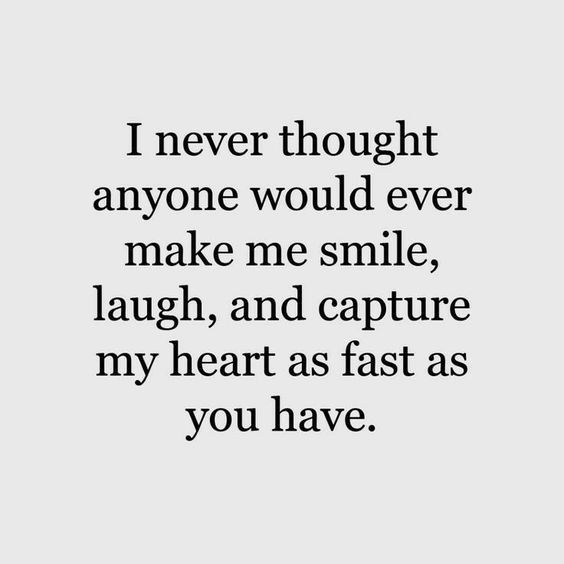 I never thought
anyone would ever
make me smile,
laugh, and capture
my heart as fast as
you have.